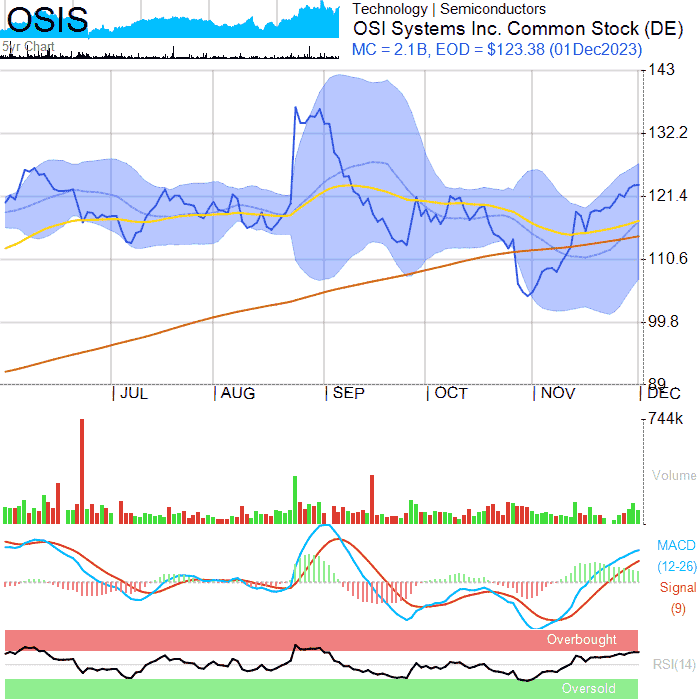 OSIS
5yr Chart
Technology | Semiconductors
OSI Systems Inc. Common Stock (DE)
MC = 2.1B, EOD = $123.38 (01Dec2023)
143
132.2
121.4
110.6
99.8
89
JUL
AUG
SEP
OCT
NOV
DEC
744k
Volume
MACD
(12-26)
Signal
(9)
Overbought
RSI(14)
Oversold